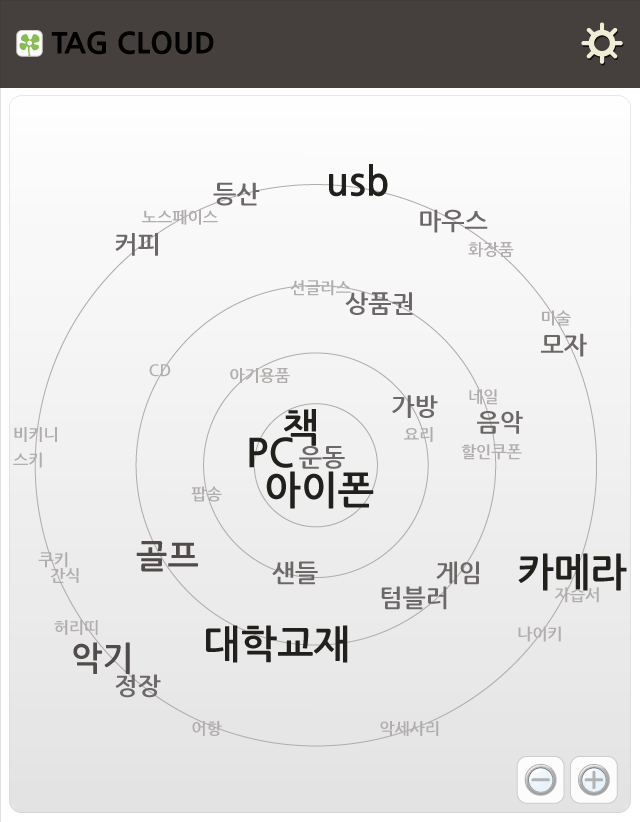 TAG CLOUD
usb
등산
노스페이스
마우스
커피
화장품
선글라스
상품권
미술
모자
CD
아기용품
네일
가방
책
음악
비키니
요리
PC
운동
할인쿠폰
스키
아이폰
팝송
골프
쿠키
간식
샌들
게임
카메라
텀블러
자습서
허리띠
나이키
대학교재
악기
정장
어항
악세사리